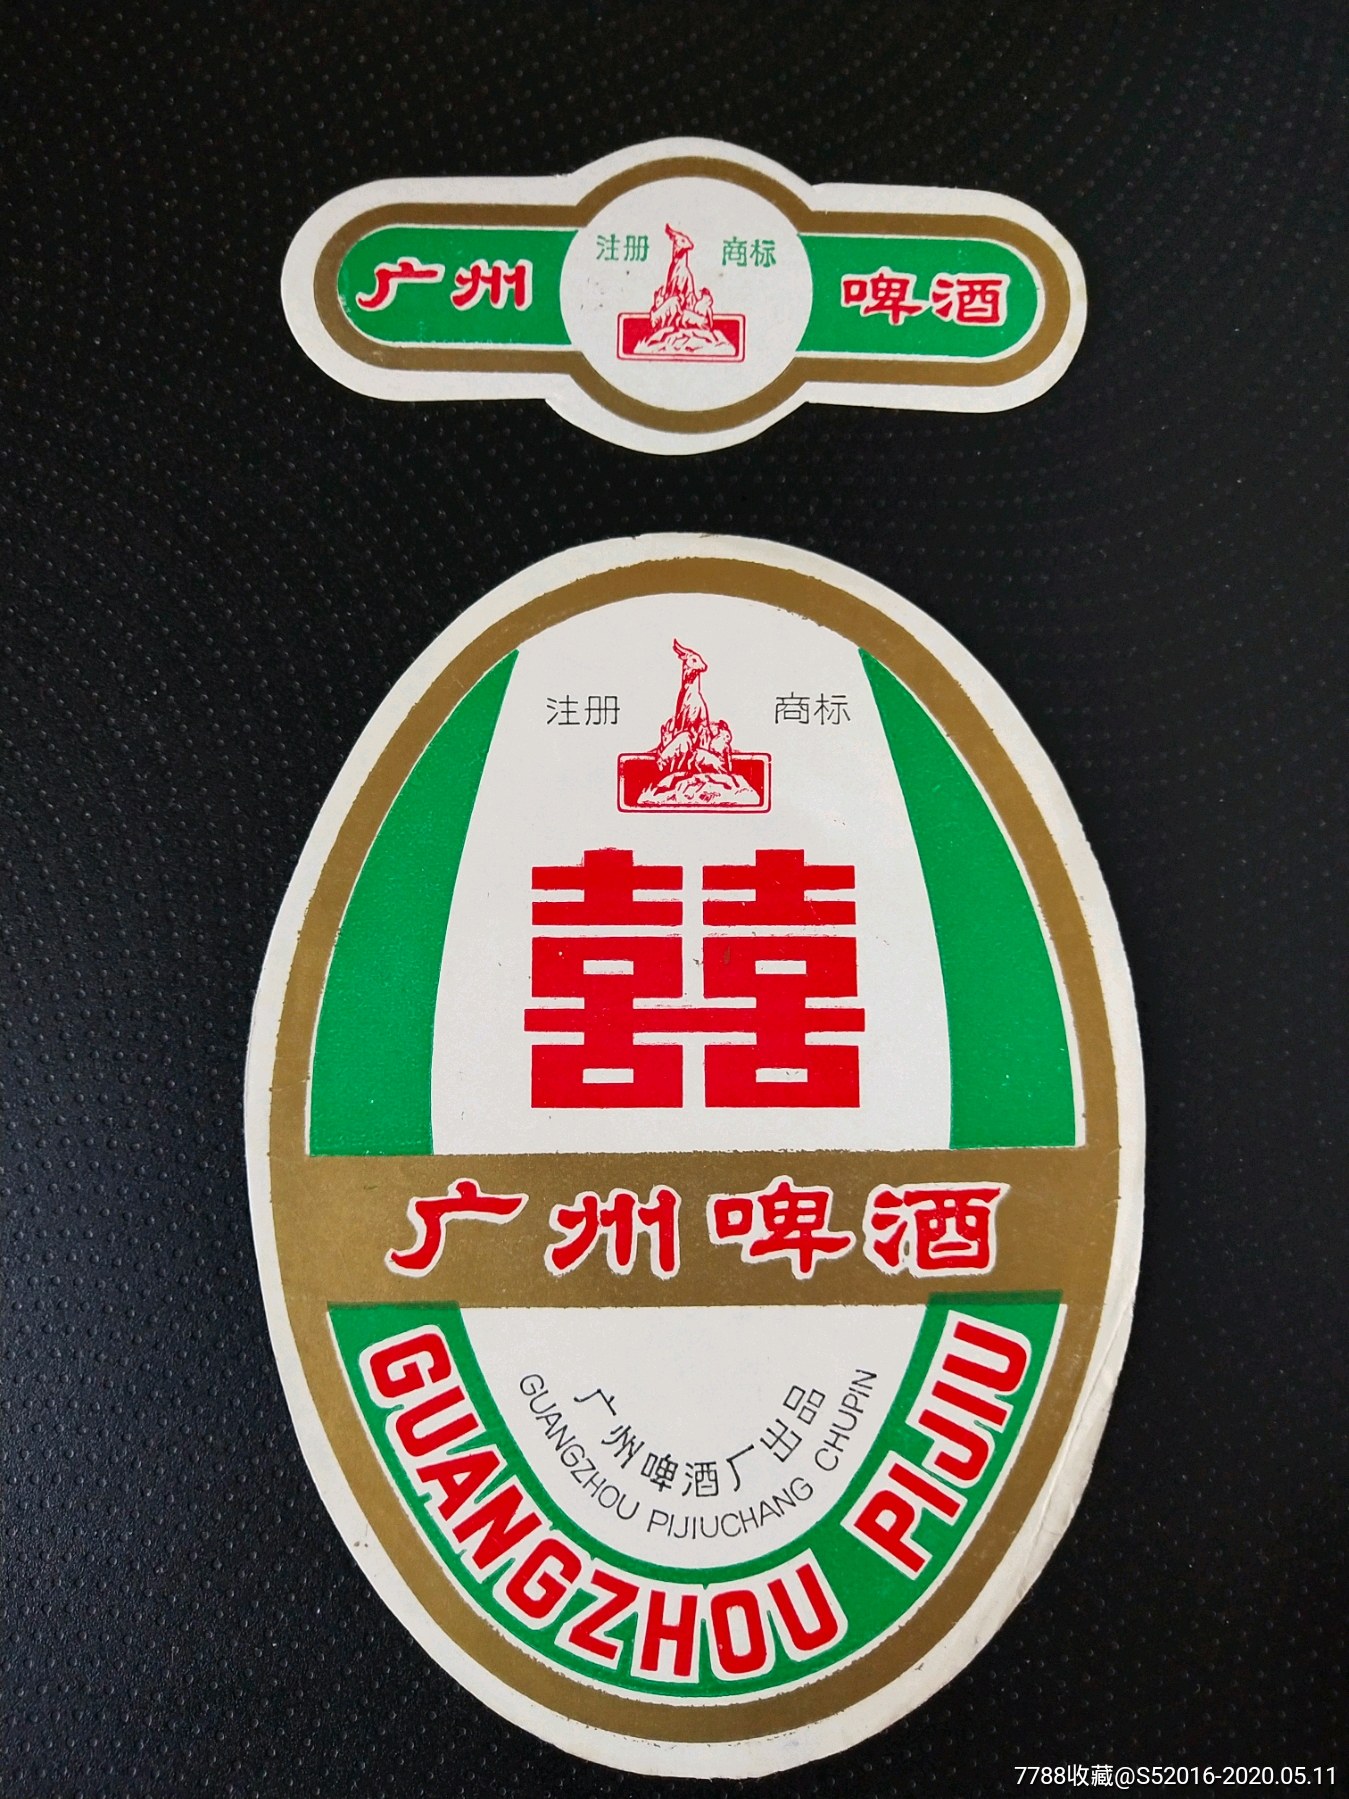 注册 商标
广州 啤酒
注册 商标
囍
广州啤酒
广州啤酒厂出品
GUANGZHOU PIJIUCHANG CHUPIN
GUANGZHOU PIJIU
7788收藏@S52016-2020.05.11